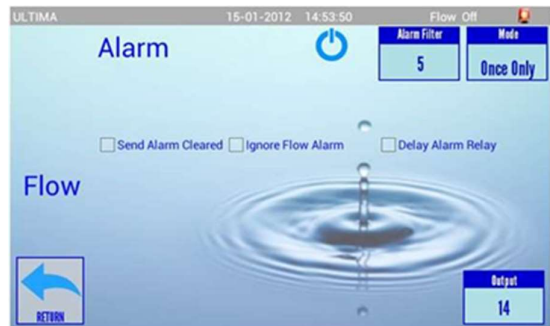 ULTIMA 15-01-2012 14:53:50 Flow Off
Alarm
Alarm Filter
5
Mode
Once Only
Send Alarm Cleared
Ignore Flow Alarm
Delay Alarm Relay
Flow
RETURN
Output
14